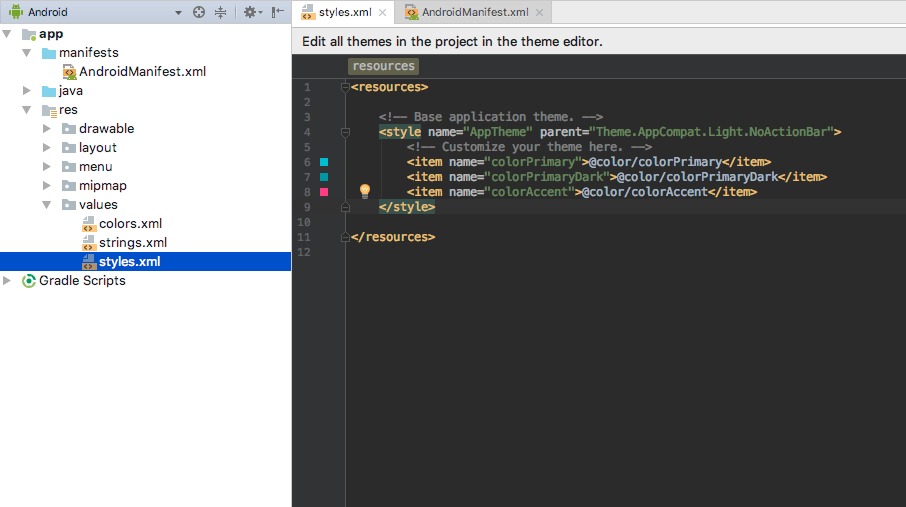 Android
styles.xml
AndroidManifest.xml
app
manifests
AndroidManifest.xml
java
res
drawable
layout
menu
mipmap
values
colors.xml
strings.xml
styles.xml
Gradle Scripts
Edit all themes in the project in the theme editor.
resources
1 <resources>
2
3 <!-- Base application theme. -->
4 <style name="AppTheme" parent="Theme.AppCompat.Light.NoActionBar">
5 <!-- Customize your theme here. -->
6 <item name="colorPrimary">@color/colorPrimary</item>
7 <item name="colorPrimaryDark">@color/colorPrimaryDark</item>
8 <item name="colorAccent">@color/colorAccent</item>
9 </style>
10
11 </resources>
12